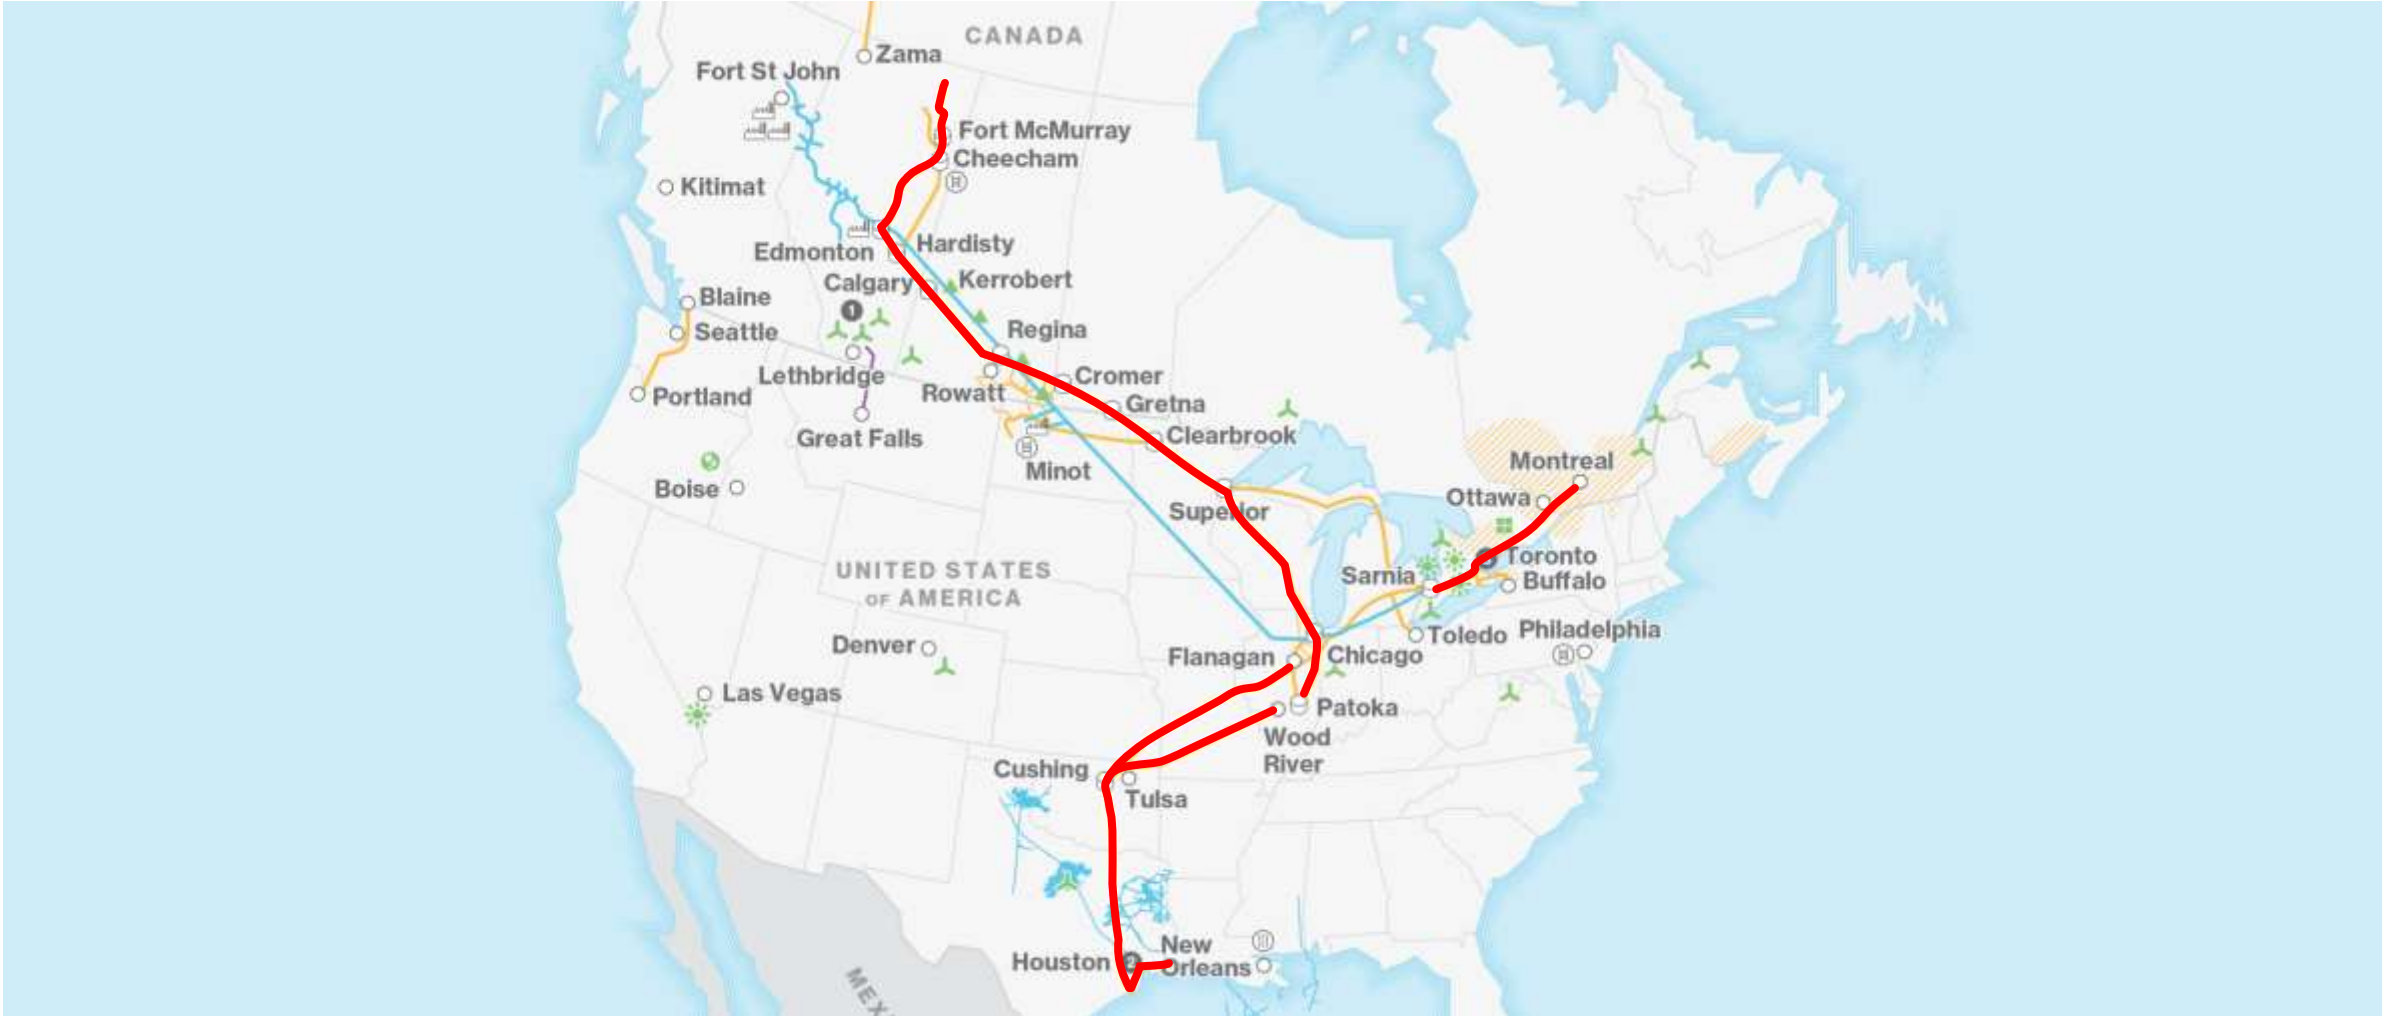 CANADA
Zama
Fort St John
Fort McMurray
Cheecham
Kitimat
Hardisty
Edmonton
Calgary
Kerrobert
Blaine
1
Seattle
Regina
Lethbridge
Cromer
Rowatt
Portland
Gretna
Great Falls
Clearbrook
Minot
Montreal
Boise
Ottawa
Superior
Toronto
UNITED STATES
OF AMERICA
Sarnia
Buffalo
Denver
Toledo
Philadelphia
Flanagan
Chicago
Las Vegas
Patoka
Wood
River
Cushing
Tulsa
New
Orleans
Houston
2